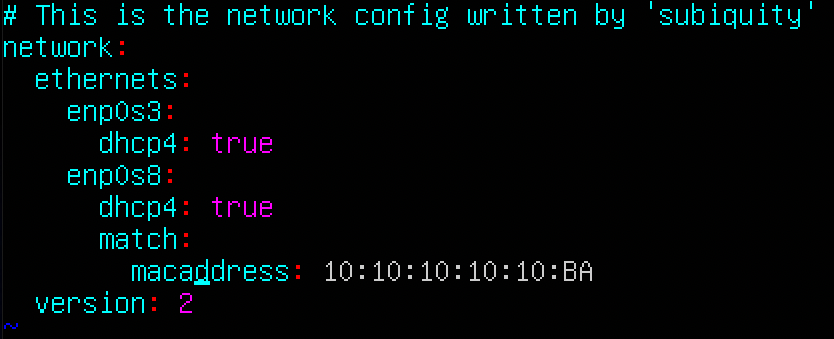 # This is the network config written by 'subiquity'
network:
  ethernets:
    enp0s3:
      dhcp4: true
    enp0s8:
      dhcp4: true
      match:
        macaddress: 10:10:10:10:10:BA
  version: 2
~